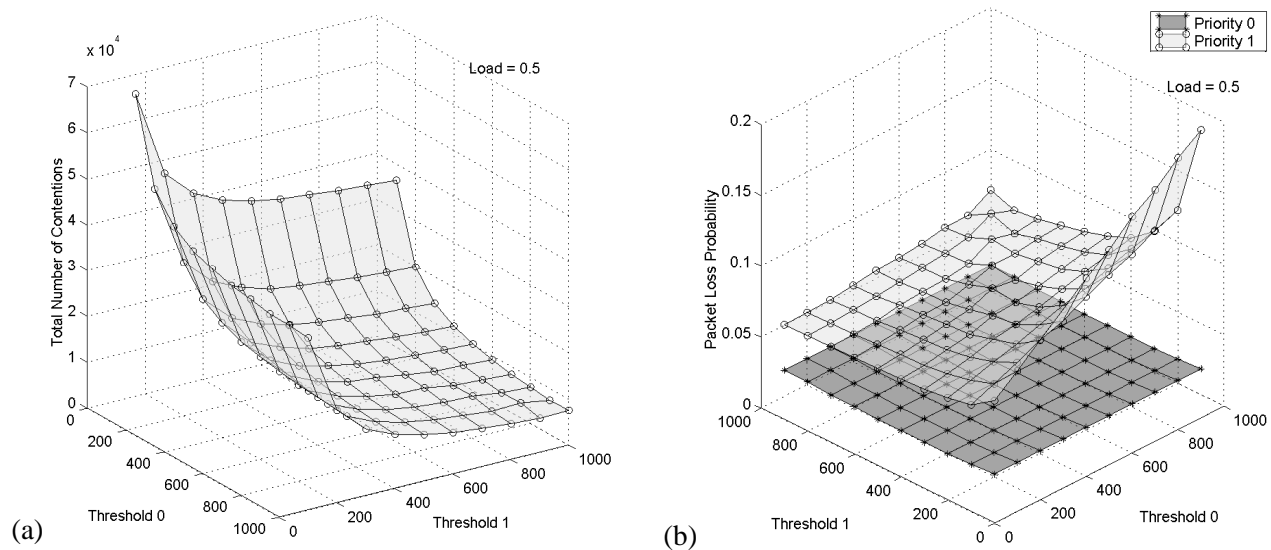 x 10^4
Load = 0.5
7
6
5
4
3
2
1
0
Total Number of Contentions
0
200
400
600
800
1000
Threshold 0
0
200
400
600
800
1000
Threshold 1
(a)
Priority 0
Priority 1
Load = 0.5
0.2
0.15
0.1
0.05
0
Packet Loss Probability
1000
800
600
400
200
0
Threshold 1
0
200
400
600
800
1000
Threshold 0
(b)